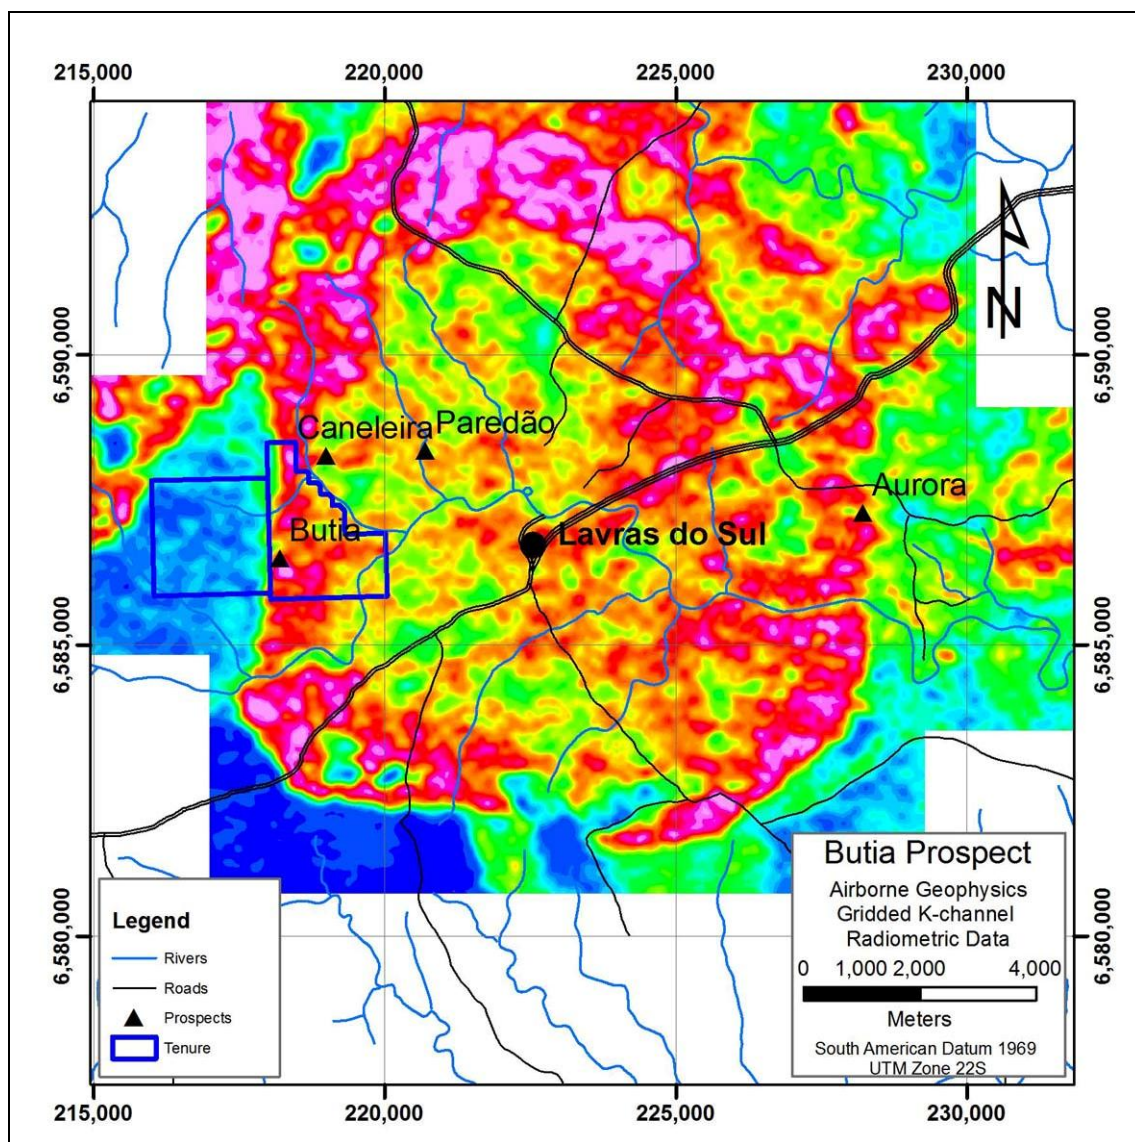 215,000 220,000 225,000 230,000
N
6,590,000 6,590,000
Caneleira Paredão
Aurora
Butia
Lavras do Sul
6,585,000 6,585,000
6,580,000 6,580,000
Legend
Rivers
Roads
Prospects
Tenure
Butia Prospect
Airborne Geophysics
Gridded K-channel
Radiometric Data
0 1,000 2,000 4,000
Meters
South American Datum 1969
UTM Zone 22S
215,000 220,000 225,000 230,000